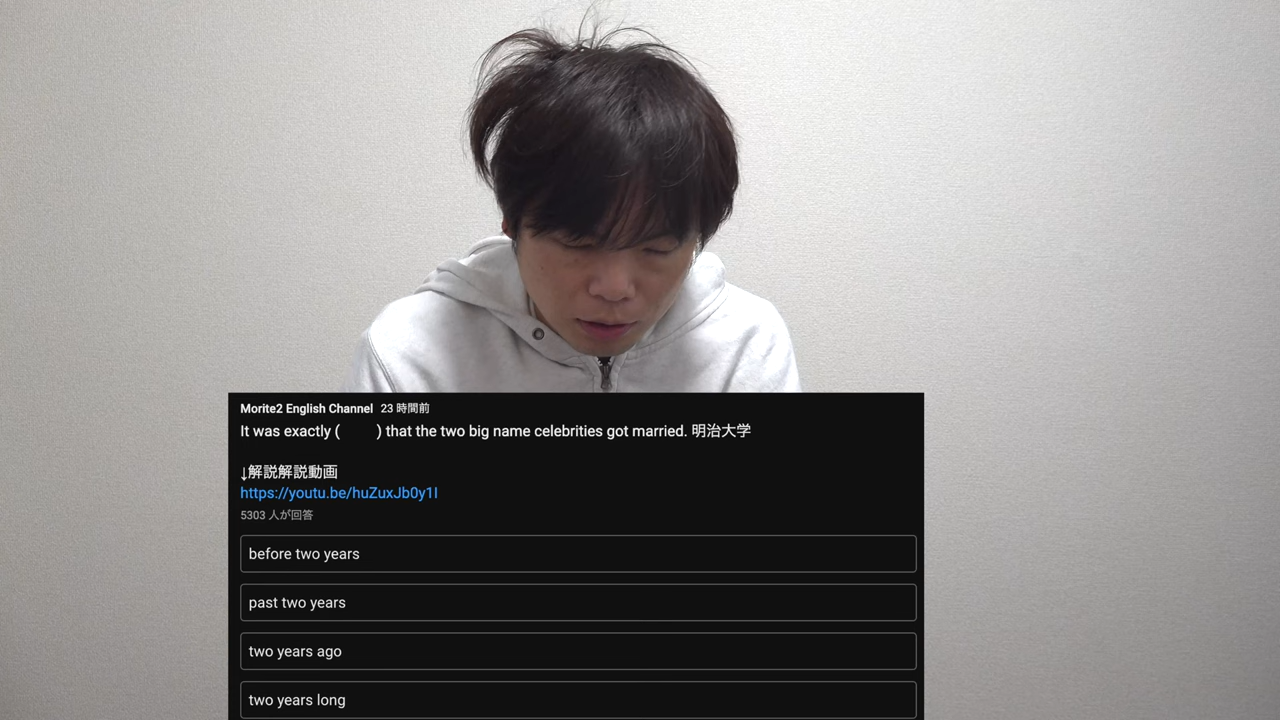 Morite2 English Channel 23 時間前
It was exactly ( ) that the two big name celebrities got married. 明治大学
↓解説解説動画
https://youtu.be/huZuxJb0y1I
5303 人が回答
before two years
past two years
two years ago
two years long